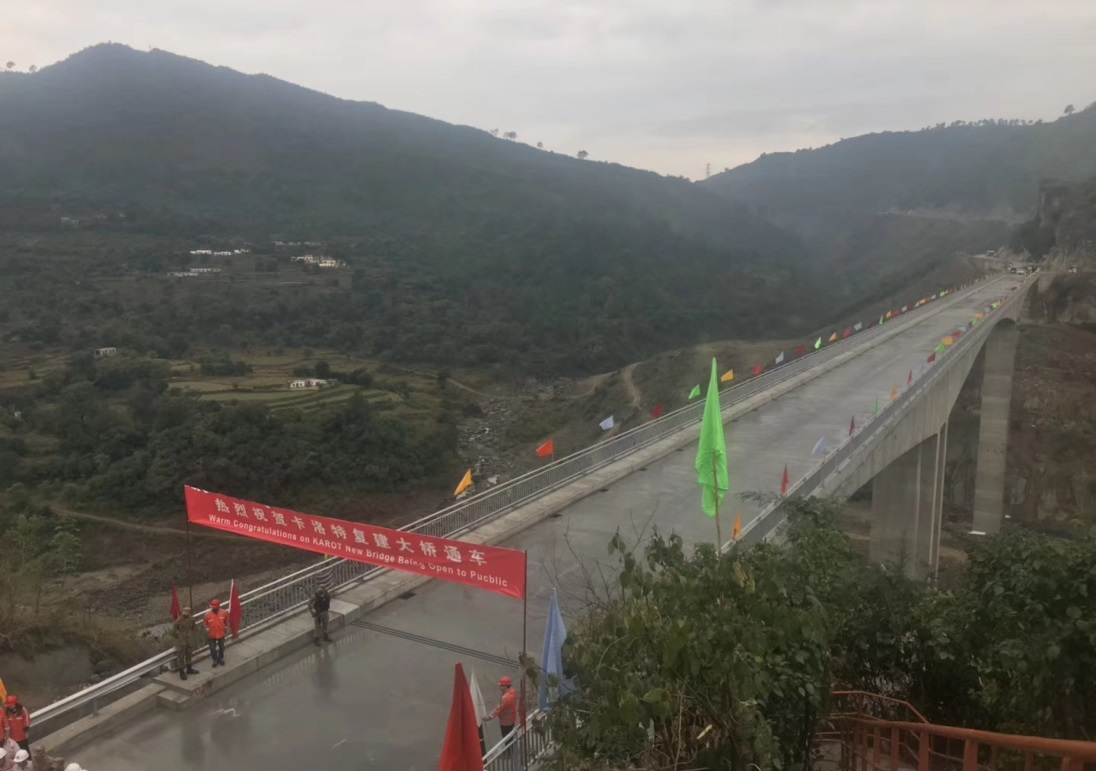 热烈祝贺卡洛特复建大桥通车
Warm Congratulations on KAROT New Bridge Being Open to Pucblic